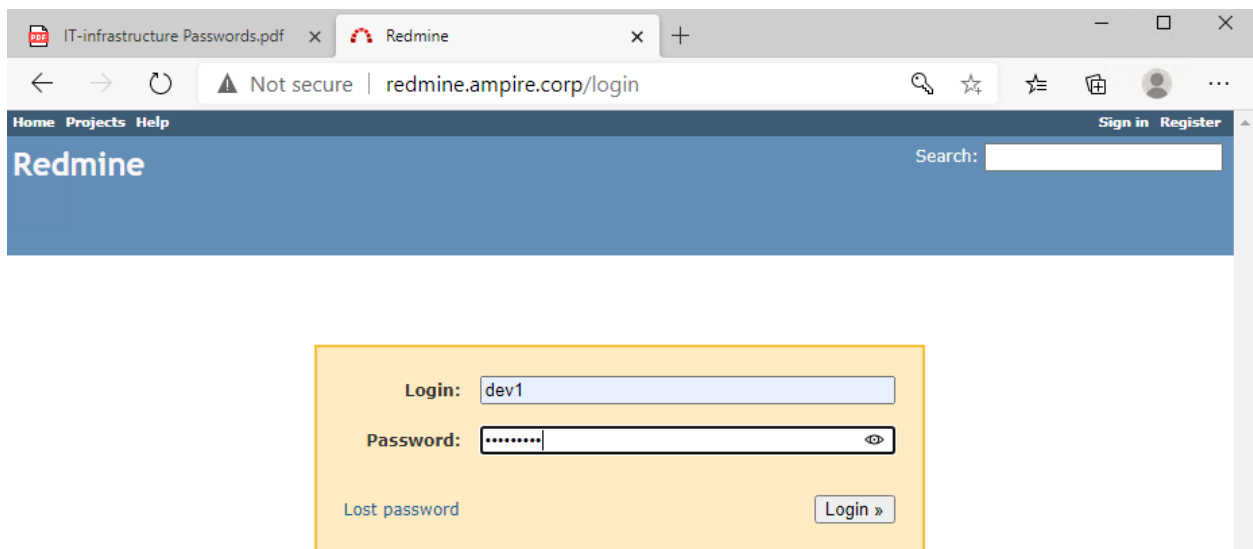 IT-infrastructure Passwords.pdf Redmine
Not secure redmine.ampire.corp/login
Home Projects Help Sign in Register
Redmine Search:
Login: dev1
Password: •••••••••
Lost password Login »